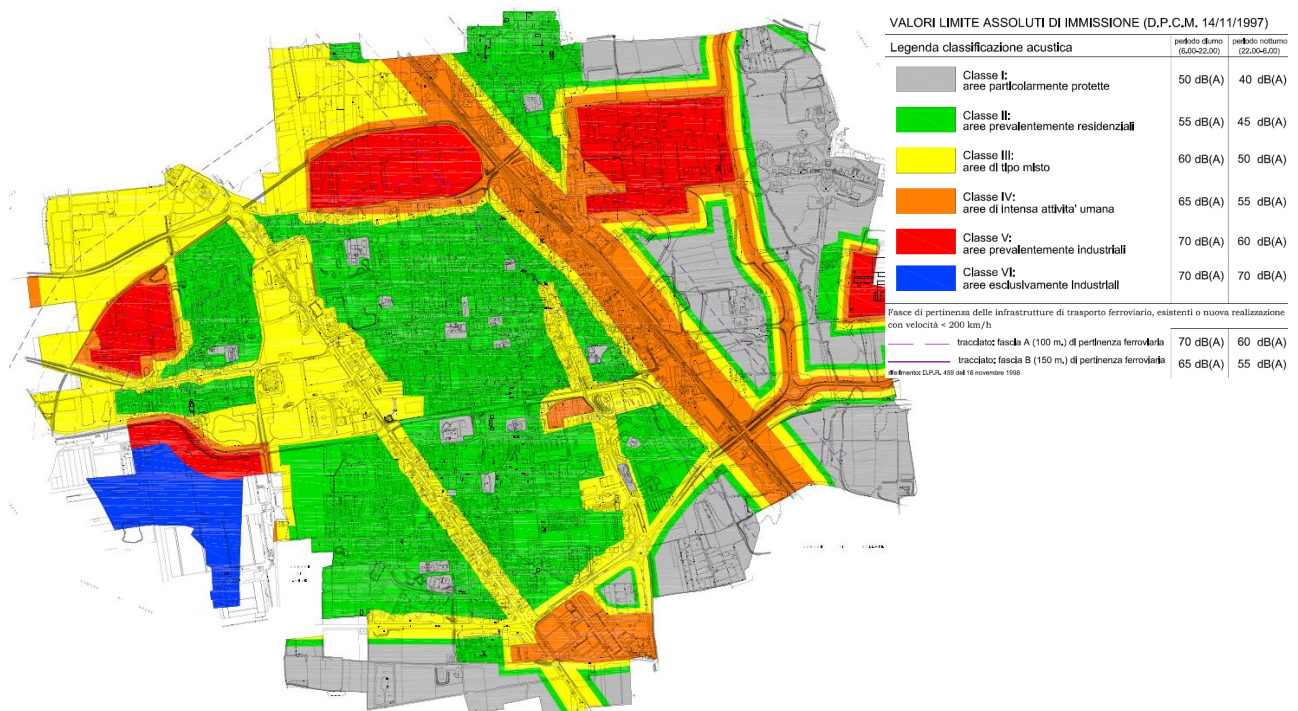 VALORI LIMITE ASSOLUTI DI IMMISSIONE (D.P.C.M. 14/11/1997)
Legenda classificazione acustica
periodo diurno
(6.00-22.00)
periodo notturno
(22.00-6.00)
Classe I:
aree particolarmente protette
50 dB(A)
40 dB(A)
Classe II:
aree prevalentemente residenziali
55 dB(A)
45 dB(A)
Classe III:
aree di tipo misto
60 dB(A)
50 dB(A)
Classe IV:
aree di intensa attivita' umana
65 dB(A)
55 dB(A)
Classe V:
aree prevalentemente industriali
70 dB(A)
60 dB(A)
Classe VI:
aree esclusivamente industriali
70 dB(A)
70 dB(A)
Fasce di pertinenza delle infrastrutture di trasporto ferroviario, esistenti o nuova realizzazione
con velocità < 200 km/h
tracciato: fascia A (100 m.) di pertinenza ferroviaria
70 dB(A)
60 dB(A)
tracciato: fascia B (150 m.) di pertinenza ferroviaria
65 dB(A)
55 dB(A)
riferimento: D.P.R. 459 del 18 novembre 1998